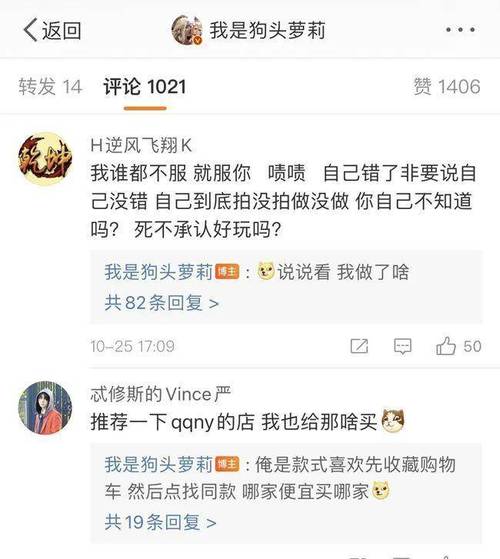 返回
我是狗头萝莉
转发 14
评论 1021
赞 1406
乾坤
H逆风飞翔K
我谁都不服 就服你 啧啧 自己错了非要说自
己没错 自己到底拍没拍做没做 你自己不知道
吗? 死不承认好玩吗?
我是狗头萝莉 博主 : 说说看 我做了啥
共82条回复 >
10-25 17:09
50
忒修斯的Vince严
推荐一下qqny的店 我也给那啥买
我是狗头萝莉 博主 : 俺是款式喜欢先收藏购物
车 然后点找同款 哪家便宜买哪家
共19条回复 >